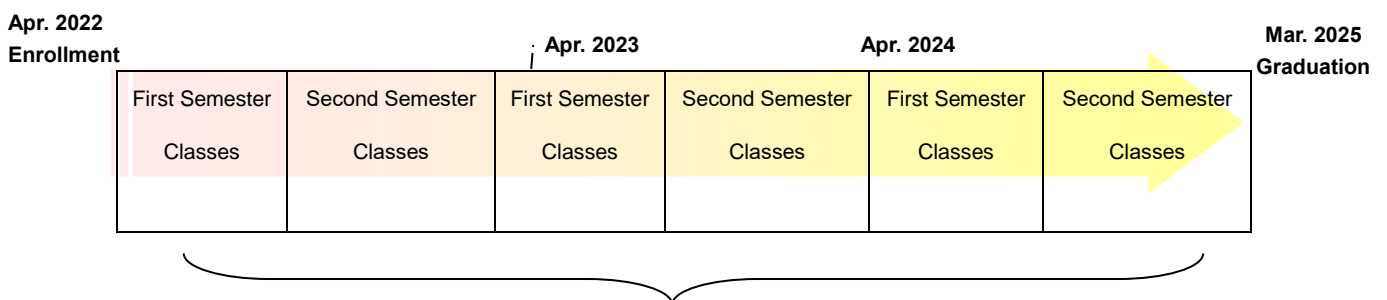 Apr. 2022
Enrollment
Apr. 2023
Apr. 2024
Mar. 2025
Graduation
First Semester
Classes
Second Semester
Classes
First Semester
Classes
Second Semester
Classes
First Semester
Classes
Second Semester
Classes